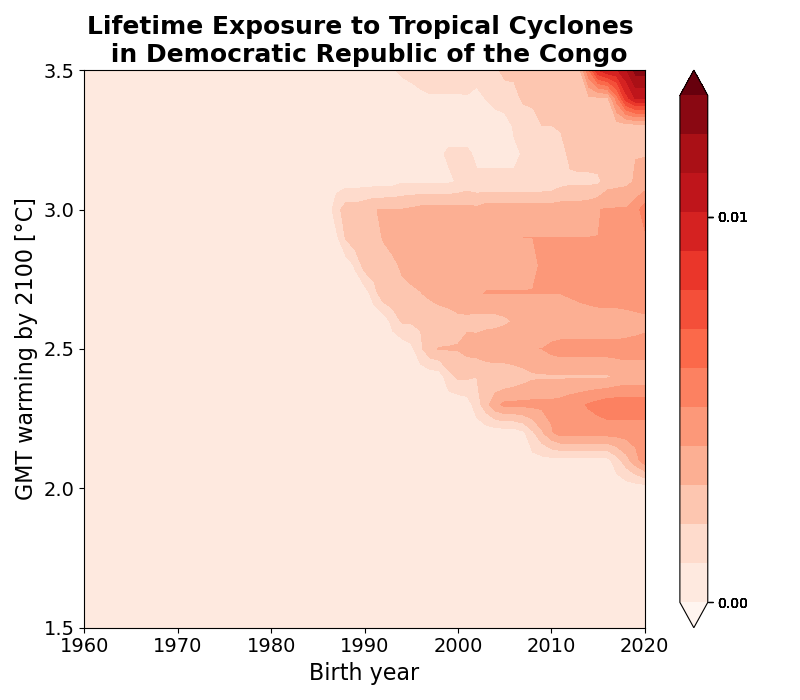 Lifetime Exposure to Tropical Cyclones
in Democratic Republic of the Congo
GMT warming by 2100 [°C]
3.5
3.0
2.5
2.0
1.5
1960 1970 1980 1990 2000 2010 2020
Birth year
0.01
0.00